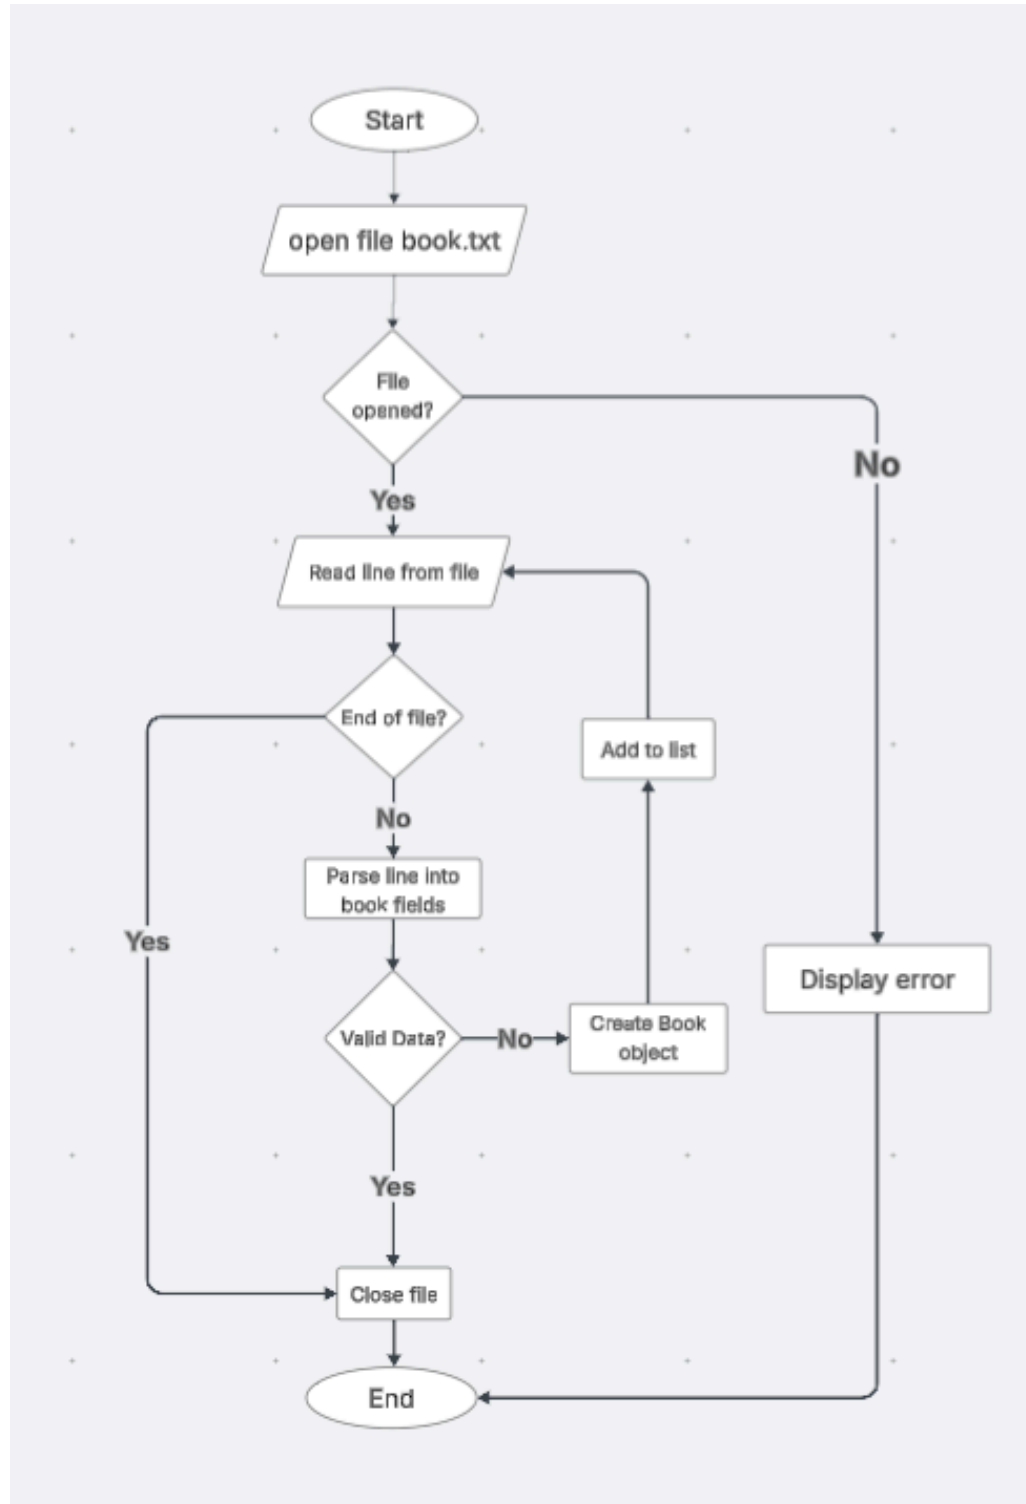 Start
open file book.txt
File
opened?
No
Yes
Read line from file
End of file?
Add to list
No
Parse line into
book fields
Yes
Display error
Valid Data?
No
Create Book
object
Yes
Close file
End